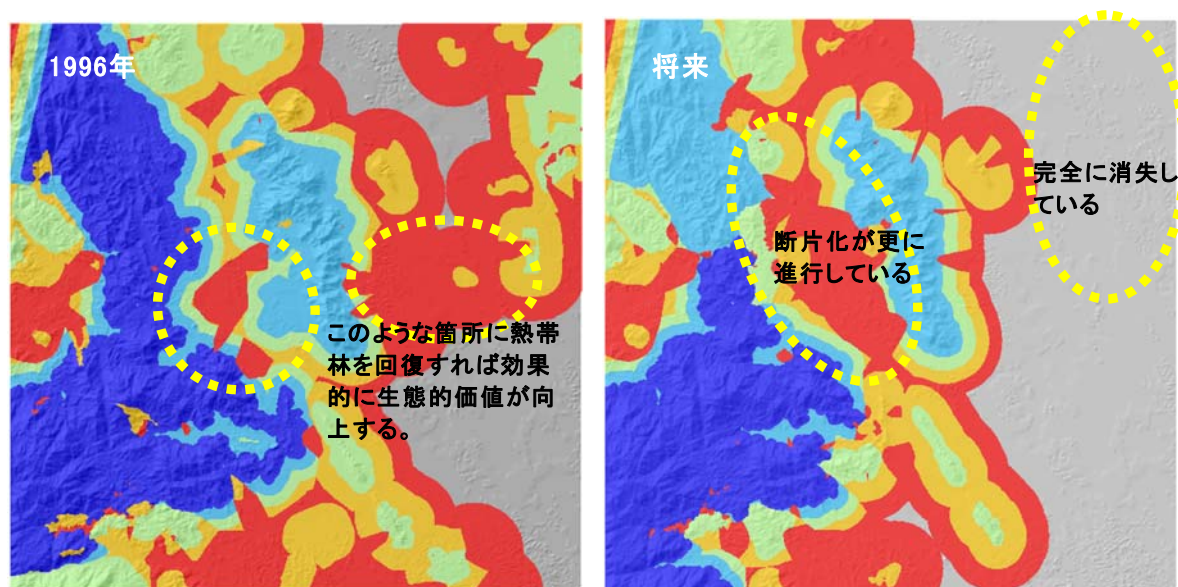 1996年
このような箇所に熱帯
林を回復すれば効果
的に生態的価値が向
上する。
将来
断片化が更に
進行している
完全に消失し
ている